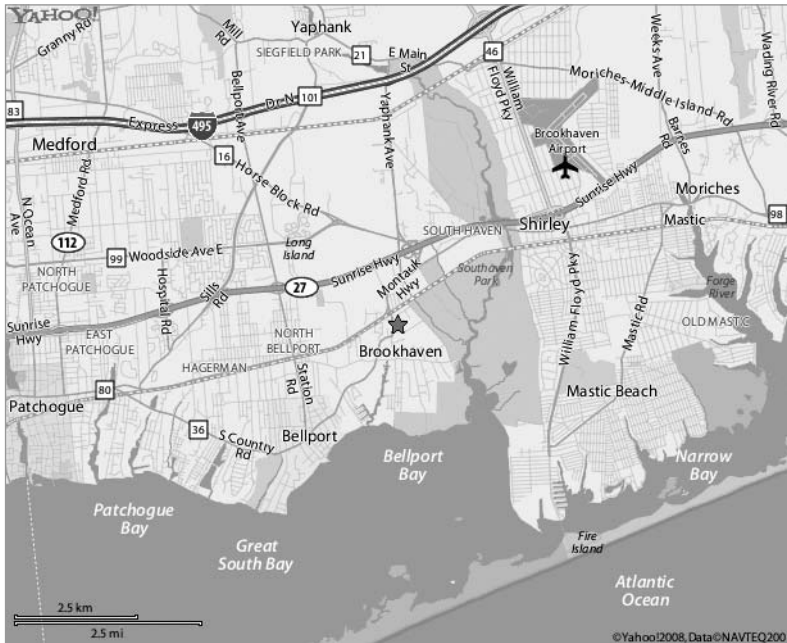 YAHOO!
Granny Rd
Mill
Rd
Yaphank
SIEGFIELD PARK
21
E Main
St
46
William
Floyd Pky
Weeks Ave
Wading River Rd
Moriches-Middle Island Rd
83
Express
495
Dr N
101
Bellport Ave
Yaphank Ave
Brookhaven
Airport
Barnes
Rd
Medford
Medford Rd
16
Horse Block Rd
Sunrise Hwy
Moriches
N Ocean
Ave
112
99
Woodside Ave E
Long
Island
SOUTH HAVEN
Shirley
Mastic
98
NORTH
PATCHOGUE
Hospital Rd
Sills
Rd
27
Sunrise Hwy
Montauk
Hwy
Southaven
Park
William Floyd Pky
Mastic Rd
Forge
River
Sunrise
Hwy
EAST
PATCHOGUE
NORTH
BELLPORT
OLD MASTIC
HAGERMAN
Station
Rd
Brookhaven
80
Patchogue
Mastic Beach
36
S Country
Rd
Bellport
Bellport
Bay
Narrow
Bay
Patchogue
Bay
Great
South Bay
Fire
Island
Atlantic
Ocean
2.5 km
2.5 mi
©Yahoo!2008, Data©NAVTEQ200